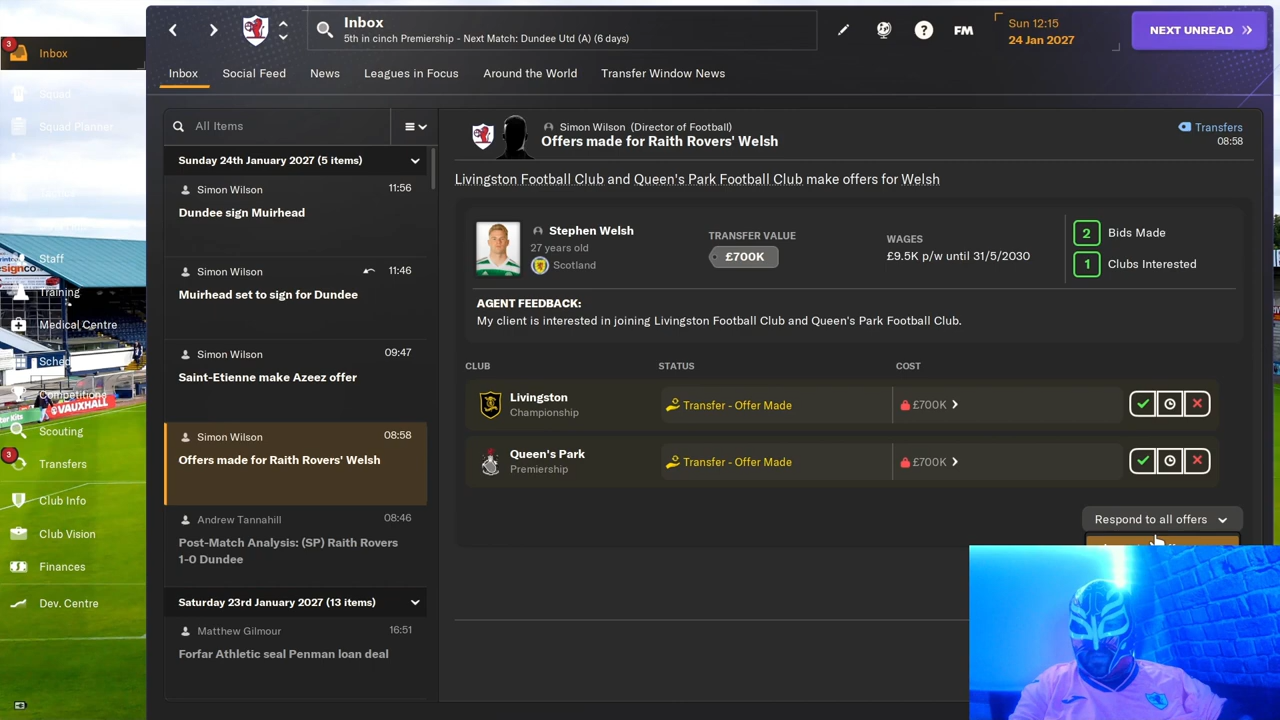 Inbox
5th in cinch Premiership - Next Match: Dundee Utd (A) (6 days)
FM
Sun 12:15
24 Jan 2027
NEXT UNREAD
3
Inbox
Squad
Squad Planner
Staff
Training
Medical Centre
Sched
Competitions
Scouting
3
Transfers
Club Info
Club Vision
Finances
Dev. Centre
VAUXHALL
Inbox
Social Feed
News
Leagues in Focus
Around the World
Transfer Window News
All Items
Sunday 24th January 2027 (5 items)
Simon Wilson 11:56
Dundee sign Muirhead
Simon Wilson 11:46
Muirhead set to sign for Dundee
Simon Wilson 09:47
Saint-Etienne make Azeez offer
Simon Wilson 08:58
Offers made for Raith Rovers' Welsh
Andrew Tannahill 08:46
Post-Match Analysis: (SP) Raith Rovers
1-0 Dundee
Saturday 23rd January 2027 (13 items)
Matthew Gilmour 16:51
Forfar Athletic seal Penman loan deal
Simon Wilson (Director of Football)
Offers made for Raith Rovers' Welsh
Transfers
08:58
Livingston Football Club and Queen's Park Football Club make offers for Welsh
Stephen Welsh
27 years old
Scotland
TRANSFER VALUE
£700K
WAGES
£9.5K p/w until 31/5/2030
2 Bids Made
1 Clubs Interested
AGENT FEEDBACK:
My client is interested in joining Livingston Football Club and Queen's Park Football Club.
CLUB STATUS COST
Livingston
Championship
Transfer - Offer Made
£700K
Queen's Park
Premiership
Transfer - Offer Made
£700K
Respond to all offers